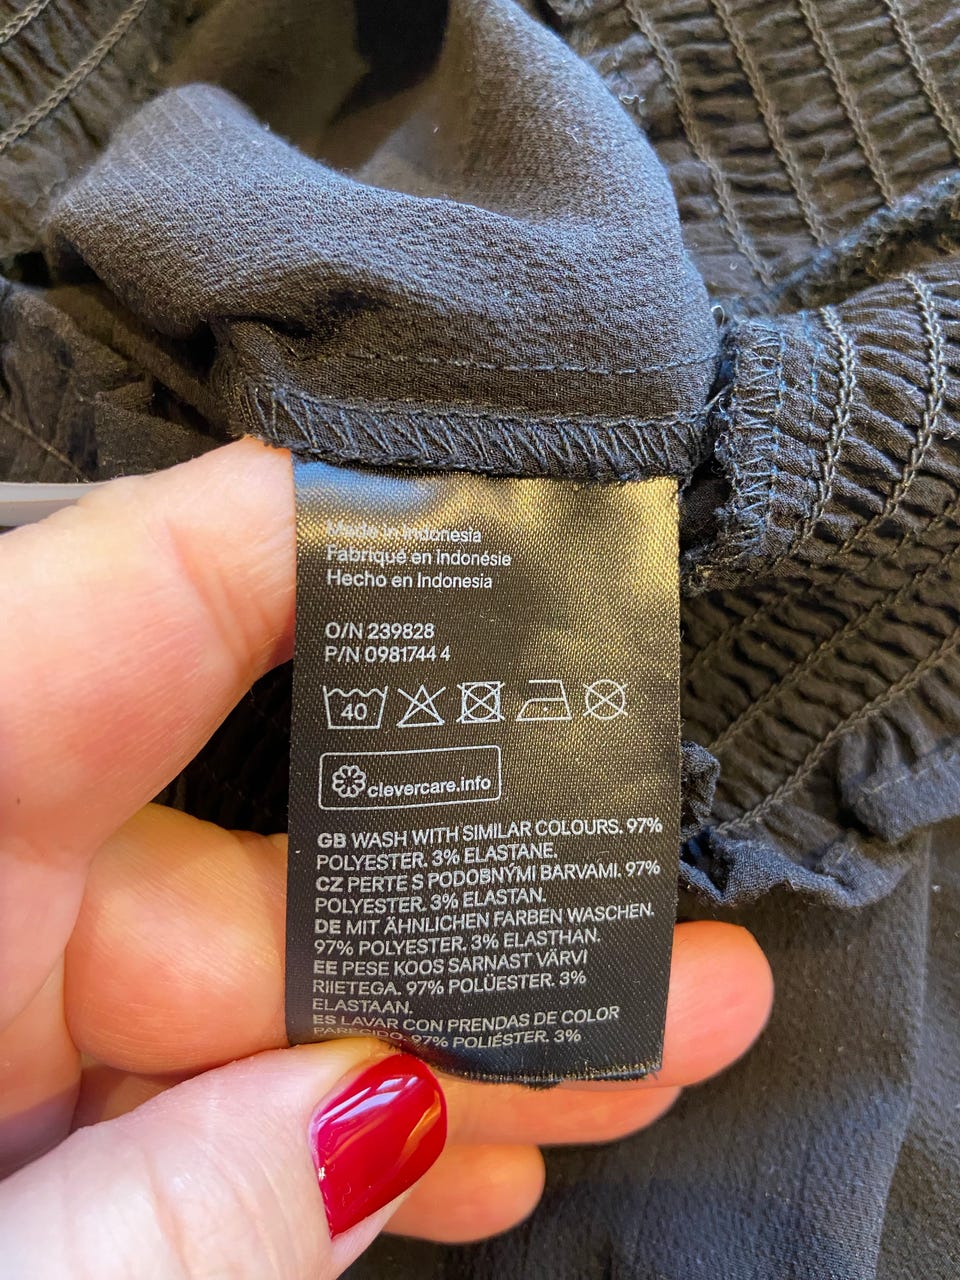 Made in Indonesia
Fabriqué en Indonésie
Hecho en Indonesia
O/N 239828
P/N 0981744 4
40
clevercare.info
GB WASH WITH SIMILAR COLOURS. 97%
POLYESTER. 3% ELASTANE.
CZ PERTE S PODOBNÝMI BARVAMI. 97%
POLYESTER. 3% ELASTAN.
DE MIT ÄHNLICHEN FARBEN WASCHEN.
97% POLYESTER. 3% ELASTHAN.
EE PESE KOOS SARNAST VÄRVI
RIIETEGA. 97% POLÜESTER. 3%
ELASTAAN.
ES LAVAR CON PRENDAS DE COLOR
PARECIDO. 97% POLIÉSTER. 3%